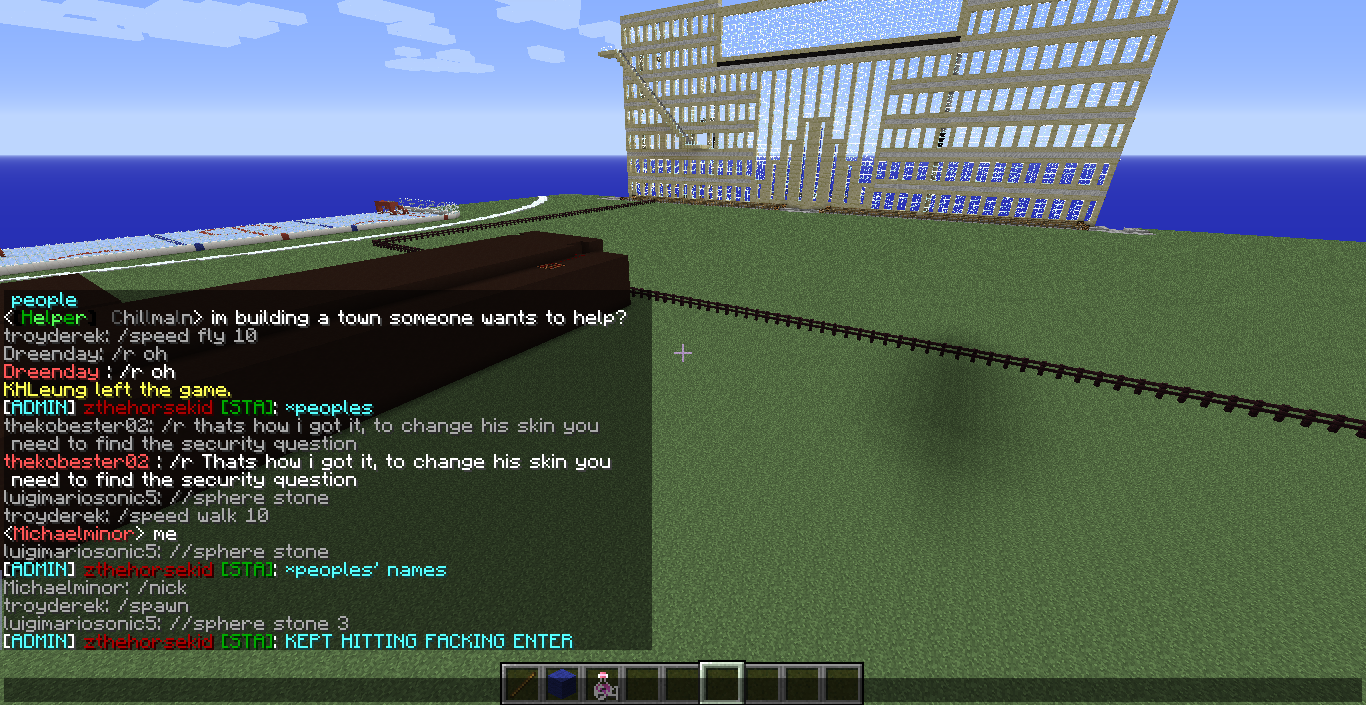 people
< Helper Chillmaln> im building a town someone wants to help?
troyderek: /speed fly 10
Dreenday: /r oh
Dreenday : /r oh
KHLeung left the game.
[ADMIN] zthehorsekid [STA]: *peoples
thekobester02: /r thats how i got it, to change his skin you
need to find the security question
thekobester02 : /r Thats how i got it, to change his skin you
need to find the security question
luigimariosonic5: //sphere stone
troyderek: /speed walk 10
<Michaelminor> me
luigimariosonic5: //sphere stone
[ADMIN] zthehorsekid [STA]: *peoples' names
Michaelminor: /nick
troyderek: /spawn
luigimariosonic5: //sphere stone 3
[ADMIN] zthehorsekid [STA]: KEPT HITTING FACKING ENTER